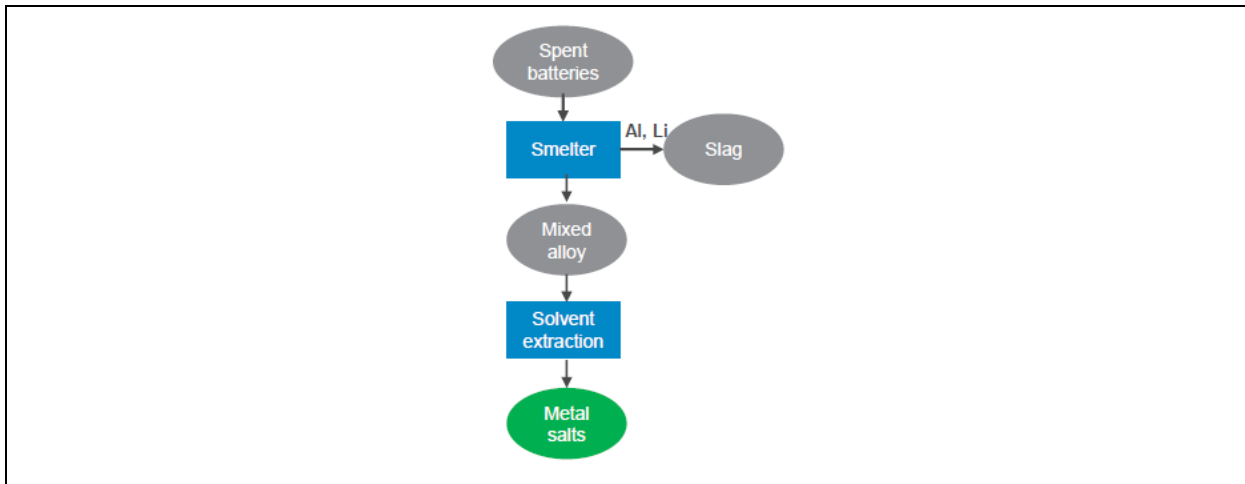 Spent
batteries
Smelter
Al, Li
Slag
Mixed
alloy
Solvent
extraction
Metal
salts